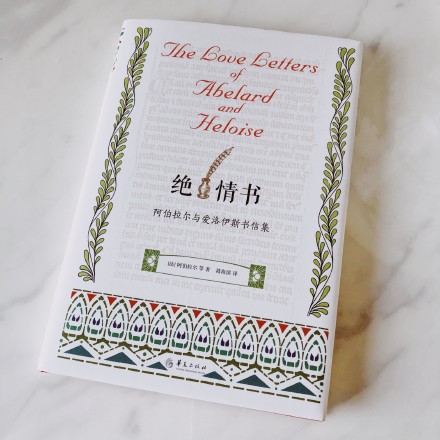 The Love Letters
of
Abelard
and
Heloise
绝情书
阿伯拉尔与爱洛伊斯书信集
[法] 阿伯拉尔 等 著
译
华夏出版社